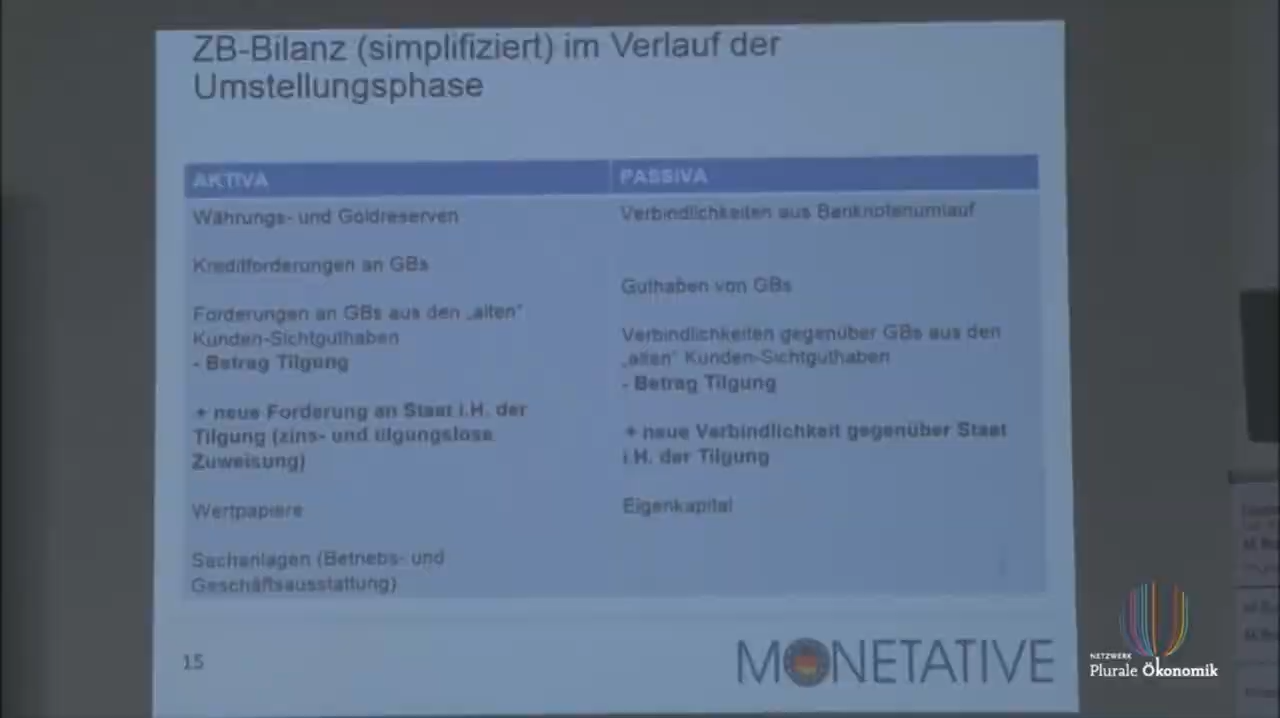 ZB-Bilanz (simplifiziert) im Verlauf der
Umstellungsphase
AKTIVA
Währungs- und Goldreserven
Kreditforderungen an GBs
Forderungen an GBs aus den „alten“
Kunden-Sichtguthaben
- Betrag Tilgung
+ neue Forderung an Staat i.H. der
Tilgung (zins- und tilgungslose
Zuweisung)
Wertpapiere
Sachanlagen (Betriebs- und
Geschäftsausstattung)
PASSIVA
Verbindlichkeiten aus Banknotenumlauf
Guthaben von GBs
Verbindlichkeiten gegenüber GBs aus den
„alten“ Kunden-Sichtguthaben
- Betrag Tilgung
+ neue Verbindlichkeit gegenüber Staat
i.H. der Tilgung
Eigenkapital
15
MONETATIVE
NETZWERK
Plurale Ökonomik